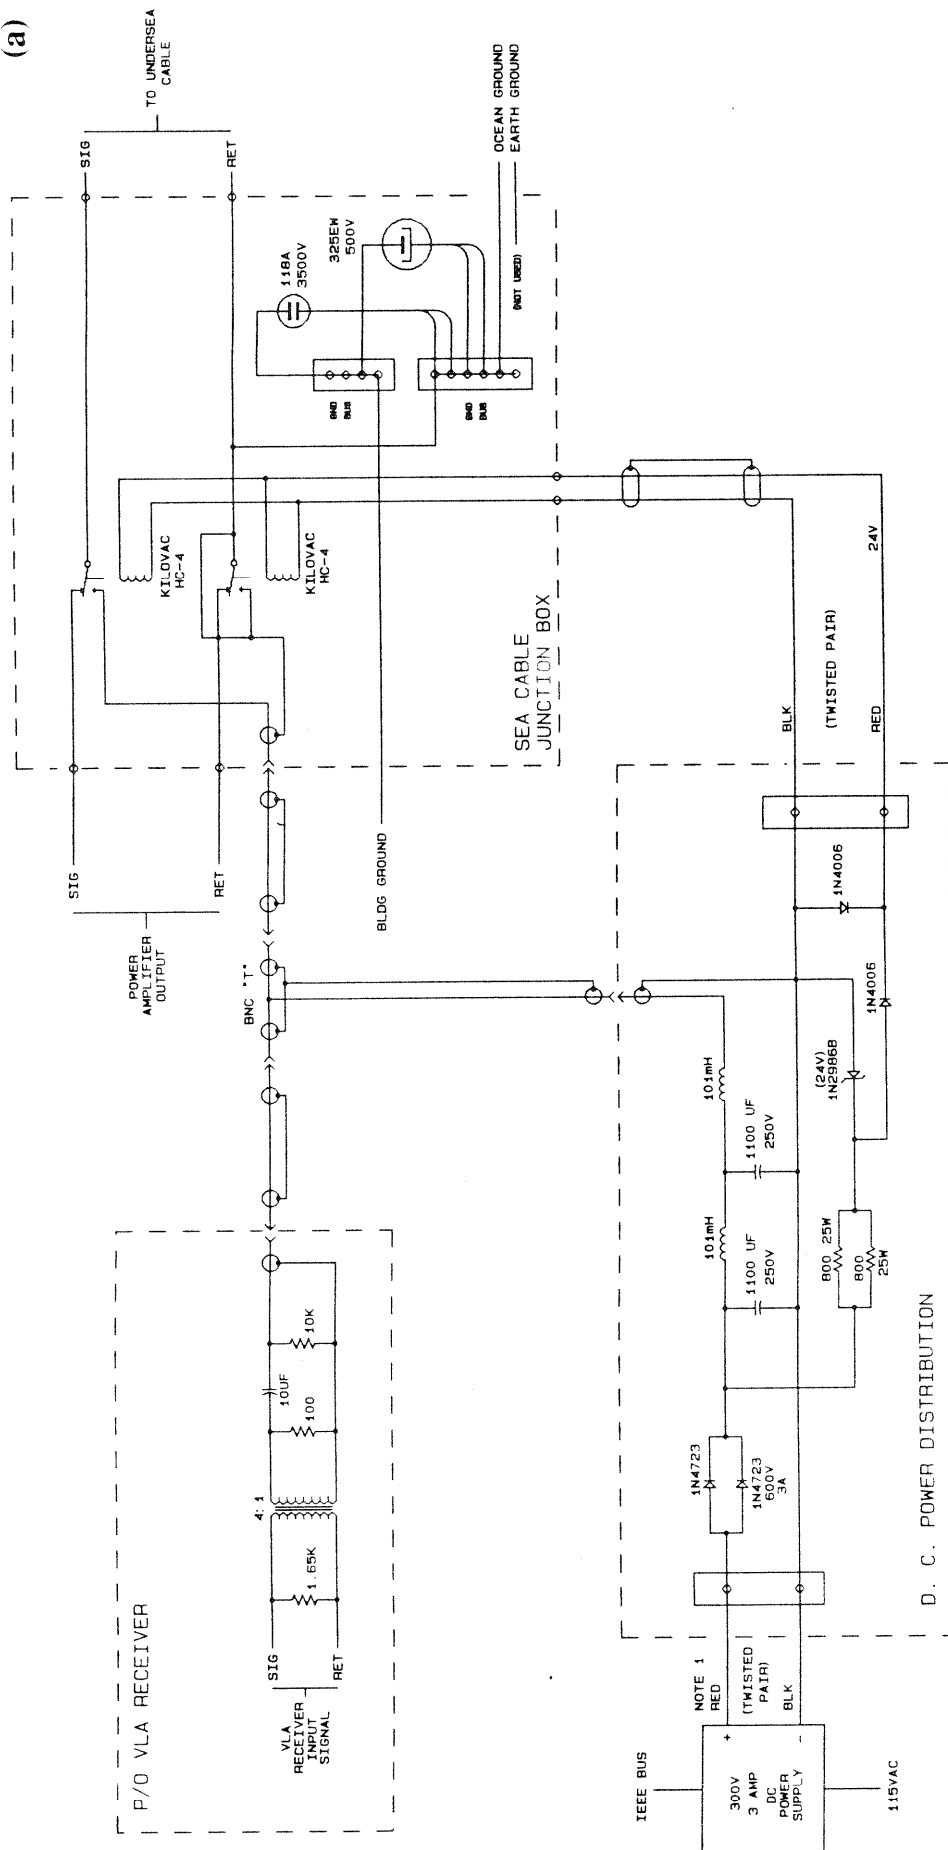 (a)
TO UNDERSEA
CABLE
SIG
RET
OCEAN GROUND
EARTH GROUND
(NOT USED)
118A
3500V
325EW
500V
GND
BUS
GND
BUS
KILOVAC
HC-4
KILOVAC
HC-4
SEA CABLE
JUNCTION BOX
SIG
RET
POWER
AMPLIFIER
OUTPUT
BLDG GROUND
BNC "T"
24V
(TWISTED PAIR)
BLK
RED
1N4006
1N4006
(24V)
1N2986B
101mH
1100 UF
250V
101mH
1100 UF
250V
800 25W
800
25W
1N4723
1N4723
600V
3A
D. C. POWER DISTRIBUTION
P/O VLA RECEIVER
10K
10UF
100
4:1
1.65K
SIG
RET
VLA
RECEIVER
INPUT
SIGNAL
NOTE 1
RED
(TWISTED
PAIR)
BLK
IEEE BUS
+
-
300V
3 AMP
DC
POWER
SUPPLY
115VAC